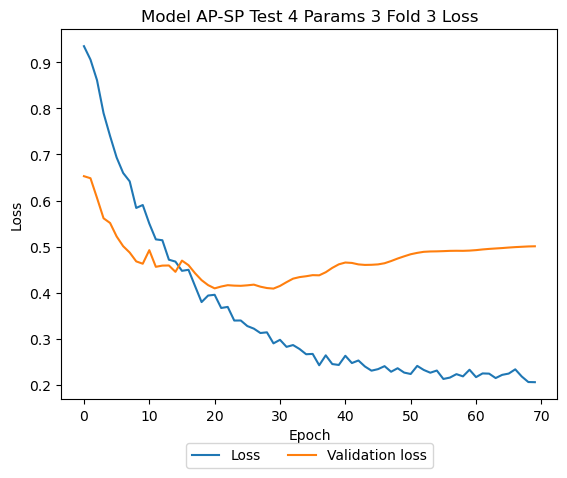 Model AP-SP Test 4 Params 3 Fold 3 Loss
0.9
0.8
0.7
0.6
0.5
0.4
0.3
0.2
Loss
0 10 20 30 40 50 60 70
Epoch
Loss Validation loss